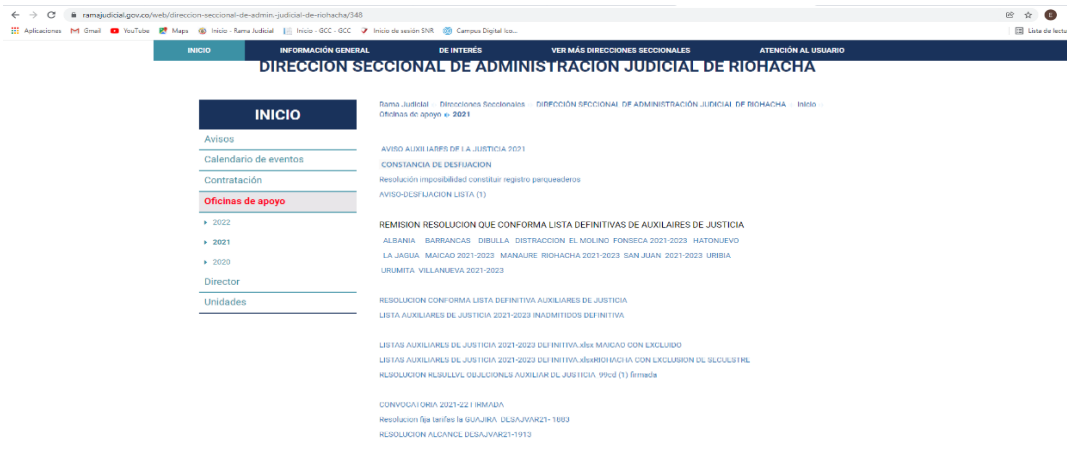 ramajudicial.gov.co/web/direccion-seccional-de-admin.-judicial-de-riohacha/348
Aplicaciones Gmail YouTube Maps Inicio - Rama Judicial Inicio - GCC - GCC Inicio de sesión SNR Campus Digital Ico... Lista de lectu
INICIO INFORMACIÓN GENERAL DE INTERÉS VER MÁS DIRECCIONES SECCIONALES ATENCIÓN AL USUARIO
DIRECCIÓN SECCIONAL DE ADMINISTRACIÓN JUDICIAL DE RIOHACHA
INICIO
Avisos
Calendario de eventos
Contratación
Oficinas de apoyo
2022
2021
2020
Director
Unidades
Rama Judicial Direcciones Seccionales DIRECCIÓN SECCIONAL DE ADMINISTRACIÓN JUDICIAL DE RIOHACHA Inicio
Oficinas de apoyo 2021
AVISO AUXILIARES DE LA JUSTICIA 2021
CONSTANCIA DE DESFIJACION
Resolución imposibilidad constituir registro parqueaderos
AVISO-DESFIJACION LISTA (1)
REMISION RESOLUCION QUE CONFORMA LISTA DEFINITIVAS DE AUXILAIRES DE JUSTICIA
ALBANIA BARRANCAS DIBULLA DISTRACCION EL MOLINO FONSECA 2021-2023 HATONUEVO
LA JAGUA MAICAO 2021-2023 MANAURE RIOHACHA 2021-2023 SAN JUAN 2021-2023 URIBIA
URUMITA VILLANUEVA 2021-2023
RESOLUCION CONFORMA LISTA DEFINITIVA AUXILIARES DE JUSTICIA
LISTA AUXILIARES DE JUSTICIA 2021-2023 INADMITIDOS DEFINITIVA
LISTAS AUXILIARES DE JUSTICIA 2021-2023 DEFINITIVA.xlsx MAICAO CON EXCLUIDO
LISTAS AUXILIARES DE JUSTICIA 2021-2023 DEFINITIVA.xlsxRIOHACHA CON EXCLUSION DE SECUESTRE
RESOLUCION RESUELVE OBJECIONES AUXILIAR DE JUSTICIA 99cd (1) firmada
CONVOCATORIA 2021-22 FIRMADA
Resolucion fija tarifas la GUAJIRA DESAJVAR21- 1883
RESOLUCION ALCANCE DESAJVAR21-1913